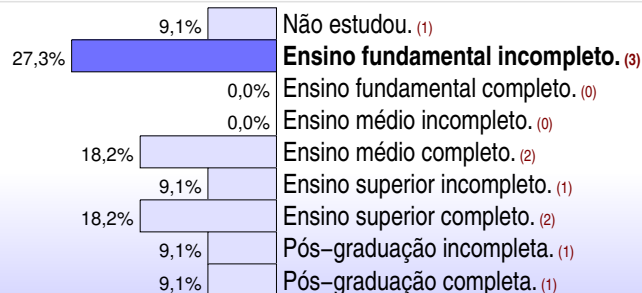 9,1% Não estudou. (1)
27,3% Ensino fundamental incompleto. (3)
0,0% Ensino fundamental completo. (0)
0,0% Ensino médio incompleto. (0)
18,2% Ensino médio completo. (2)
9,1% Ensino superior incompleto. (1)
18,2% Ensino superior completo. (2)
9,1% Pós−graduação incompleta. (1)
9,1% Pós−graduação completa. (1)